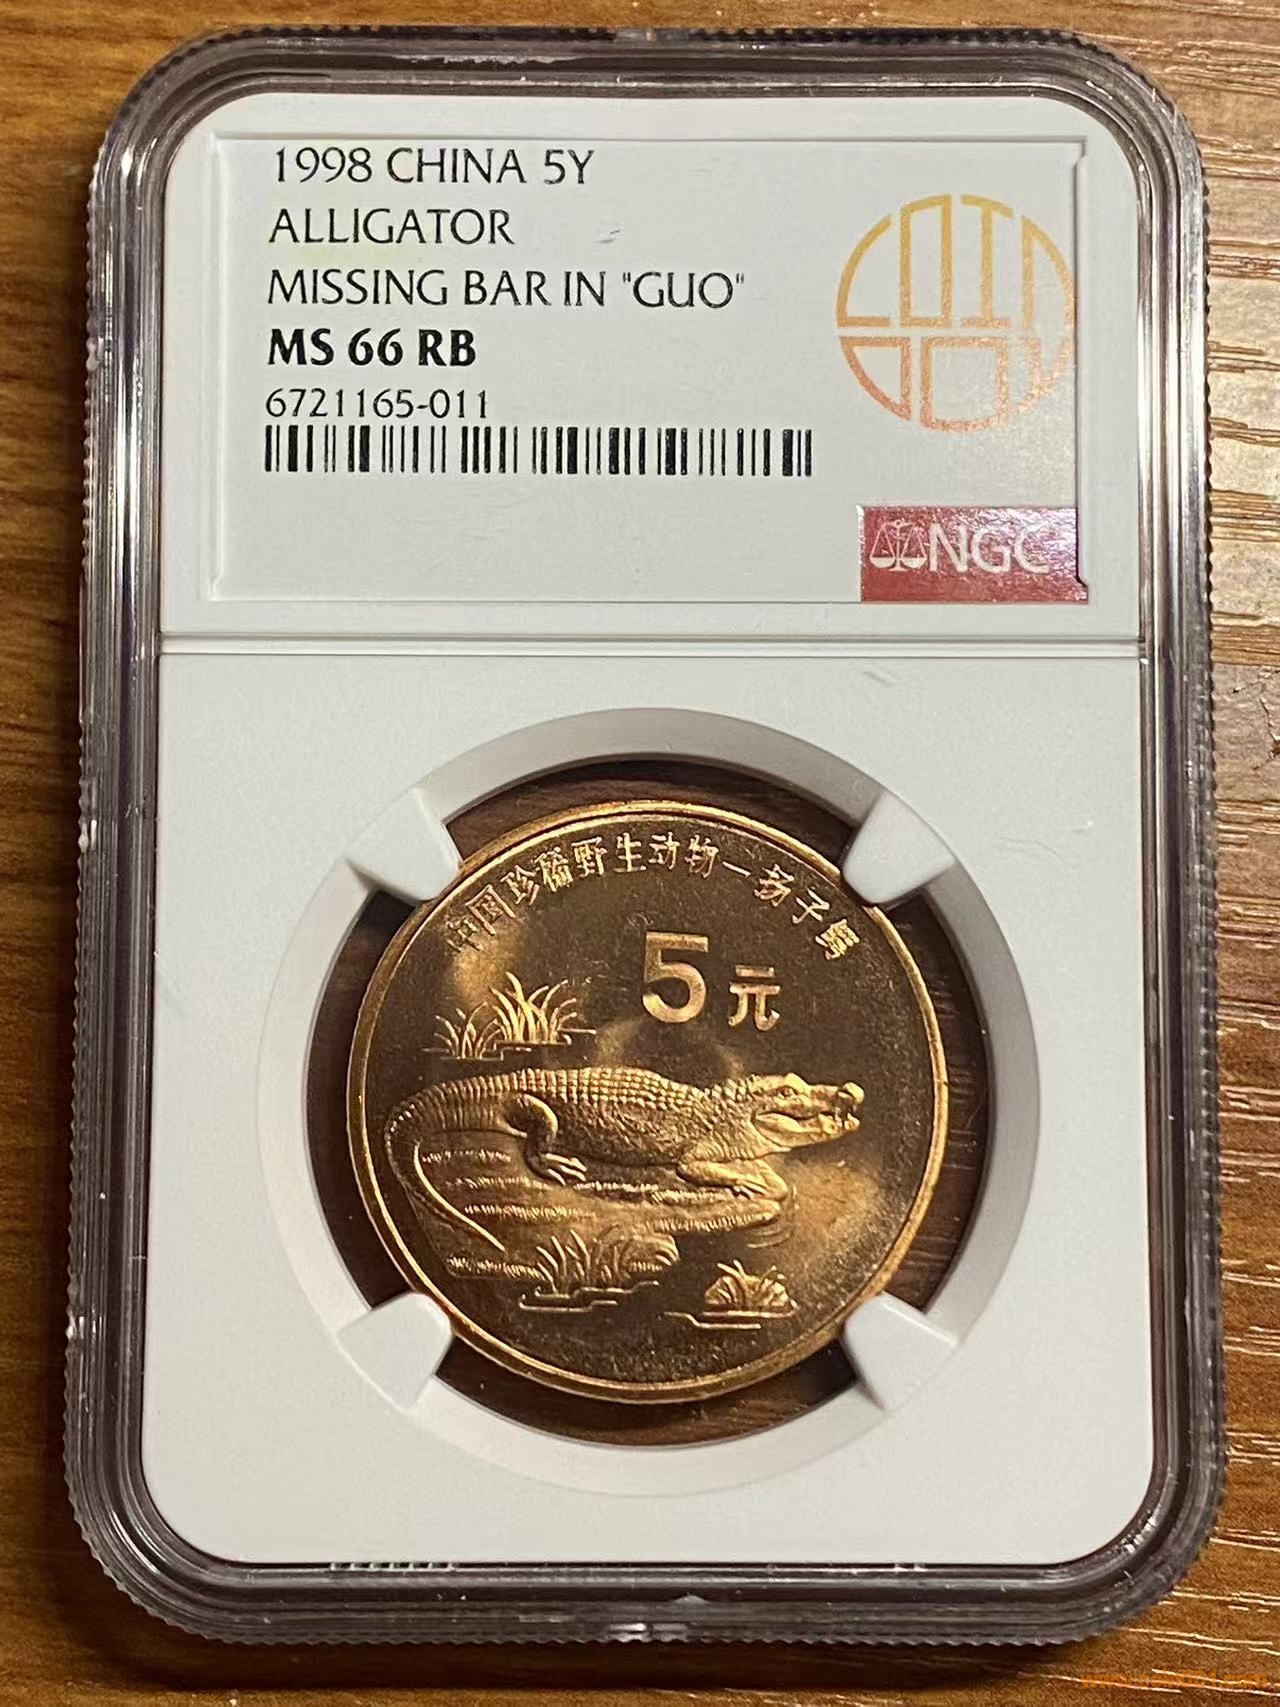 1998 CHINA 5Y
ALLIGATOR
MISSING BAR IN "GUO"
MS 66 RB
6721165-011
COIN
NGC
中国珍稀野生动物—扬子鳄
5元